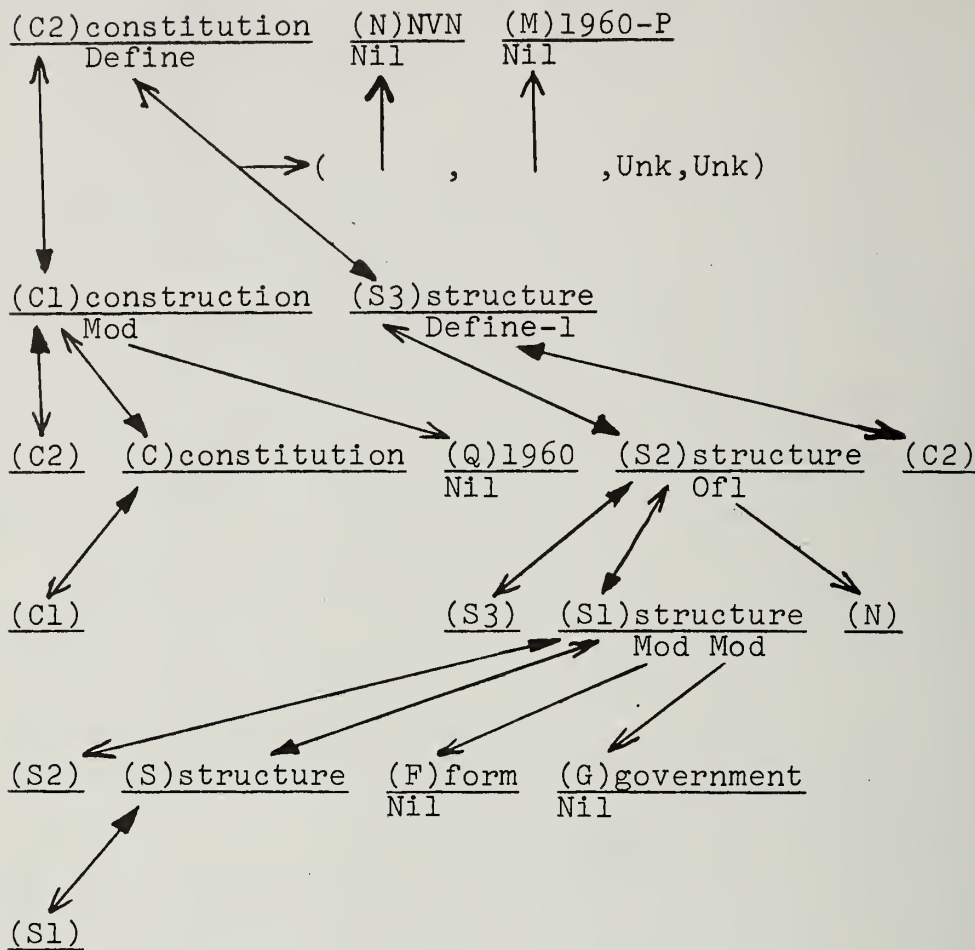 (C2)constitution (N)NVN (M)1960-P
Define Nil Nil
( , ,Unk,Unk)
(C1)construction (S3)structure
Mod Define-1
(C2) (C)constitution (Q)1960 (S2)structure (C2)
Nil Of1
(C1) (S3) (S1)structure (N)
Mod Mod
(S2) (S)structure (F)form (G)government
Nil Nil
(S1)